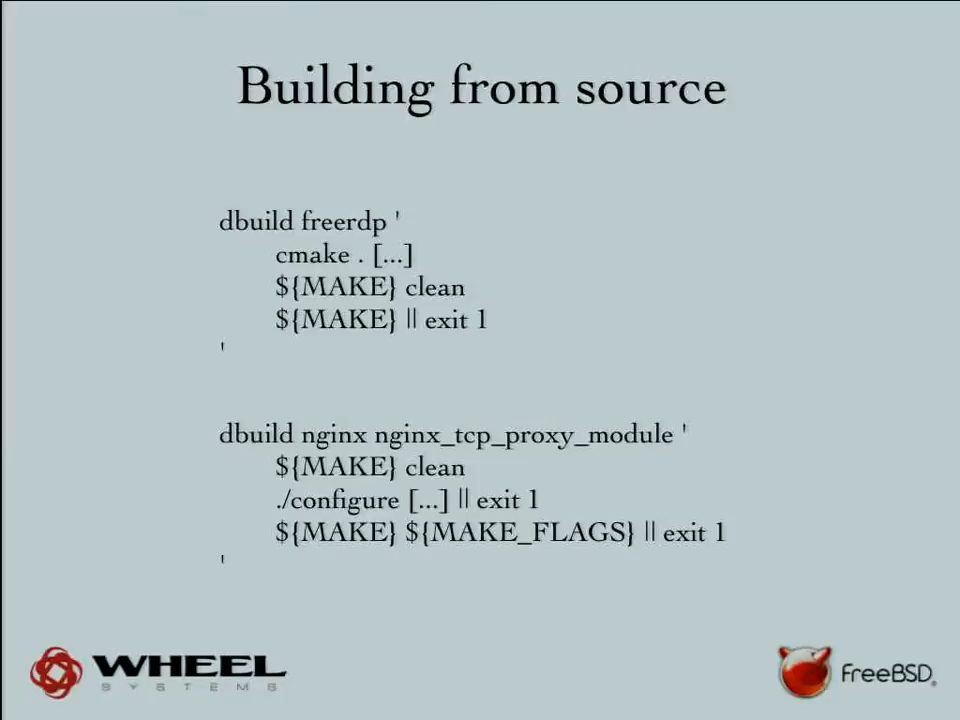 Building from source
dbuild freerdp '
cmake . [...]
${MAKE} clean
${MAKE} || exit 1
'
dbuild nginx nginx_tcp_proxy_module '
${MAKE} clean
./configure [...] || exit 1
${MAKE} ${MAKE_FLAGS} || exit 1
'
WHEEL
SYSTEMS
FreeBSD®